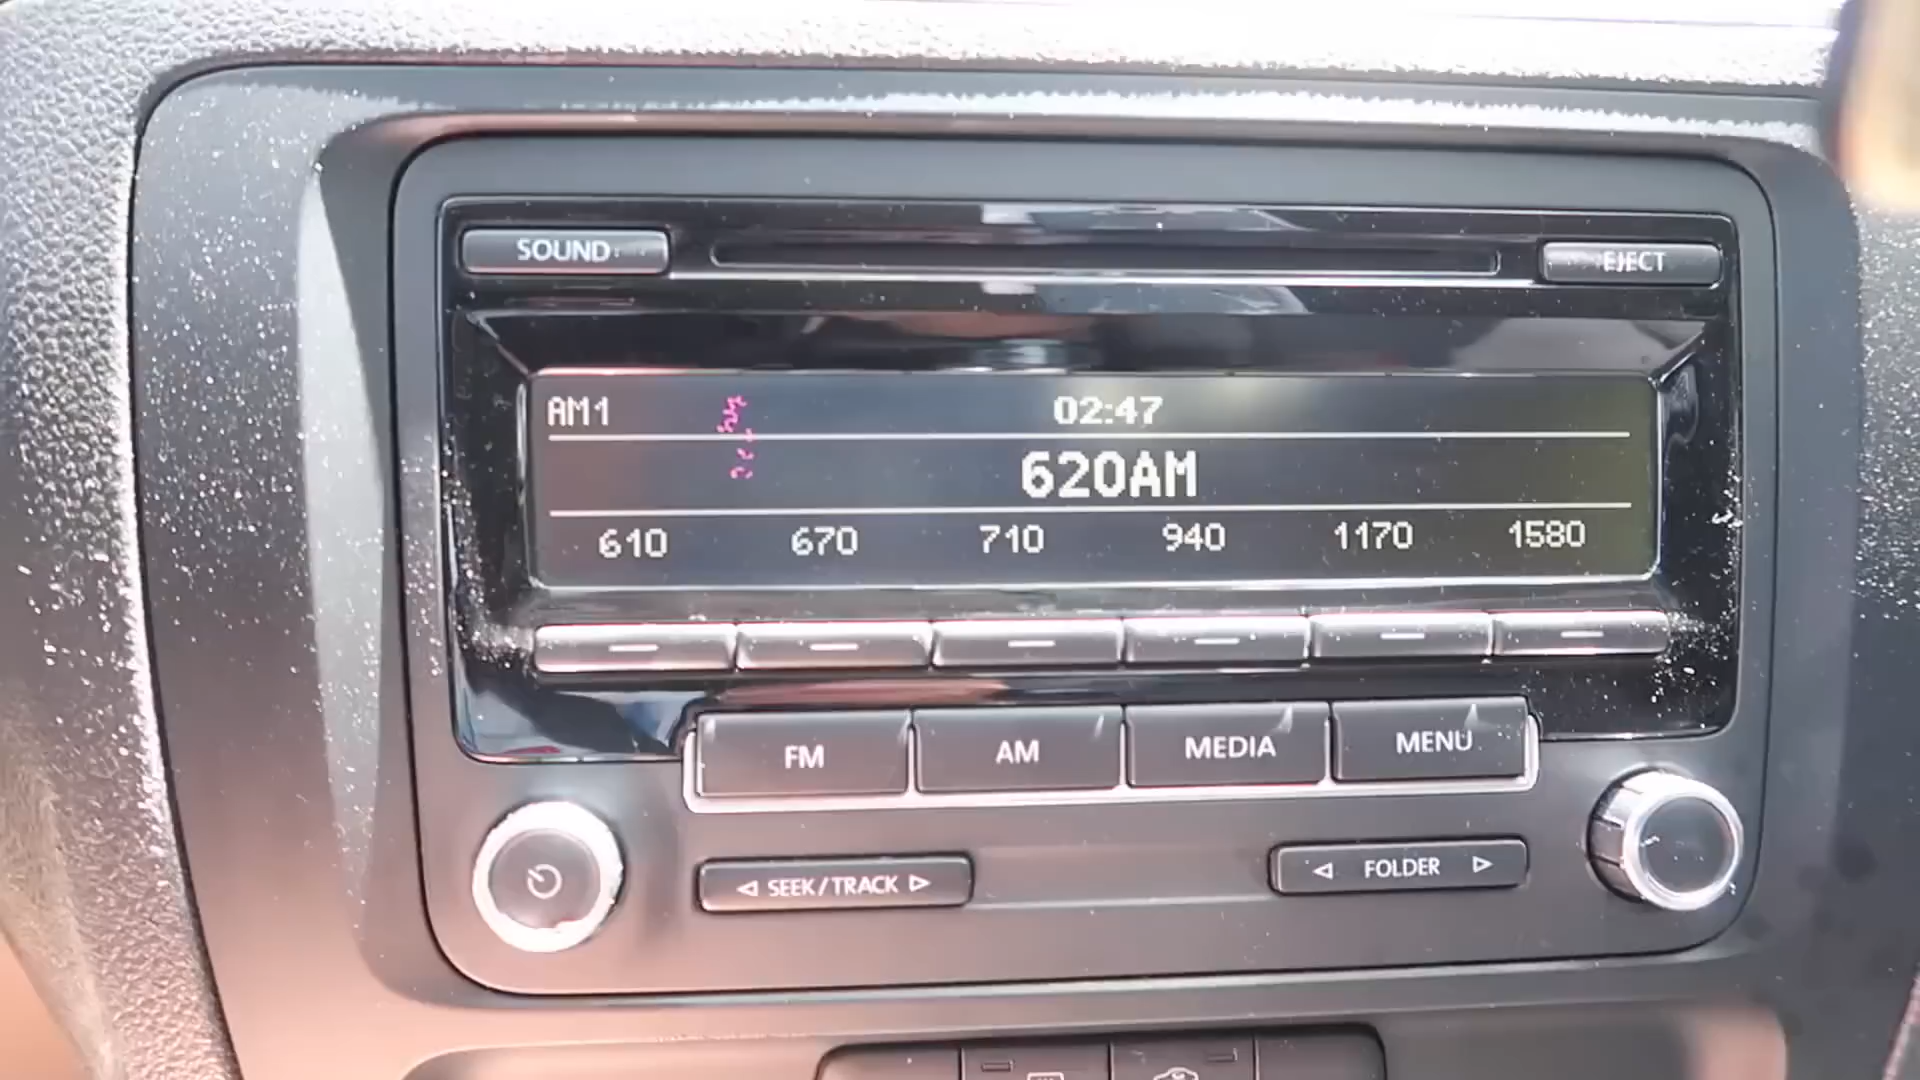 SOUND EJECT
AM1 02:47
620AM
610 670 710 940 1170 1580
FM AM MEDIA MENU
SEEK/TRACK FOLDER